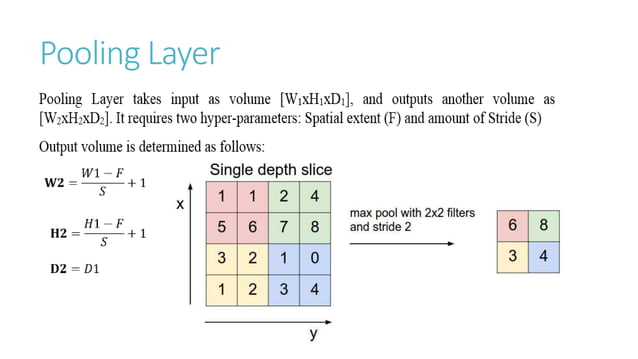 Pooling Layer
Pooling Layer takes input as volume [W₁xH₁xD₁], and outputs another volume as
[W₂xH₂xD₂]. It requires two hyper-parameters: Spatial extent (F) and amount of Stride (S)
Output volume is determined as follows:
W2 = (W1 − F)/S + 1
H2 = (H1 − F)/S + 1
D2 = D1
Single depth slice
x
1 1 2 4
5 6 7 8
3 2 1 0
1 2 3 4
y
max pool with 2x2 filters
and stride 2
6 8
3 4